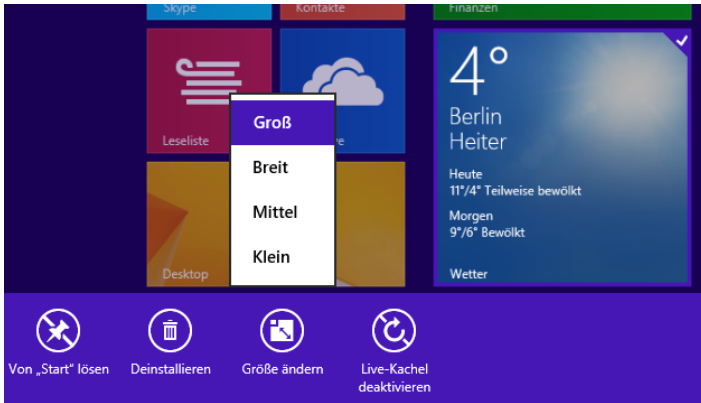 Skype
Kontakte
Finanzen
4°
Berlin
Heiter
Heute
11°/4° Teilweise bewölkt
Morgen
9°/6° Bewölkt
Wetter
Leseliste
e
Groß
Breit
Mittel
Klein
Desktop
Von „Start“ lösen
Deinstallieren
Größe ändern
Live-Kachel
deaktivieren